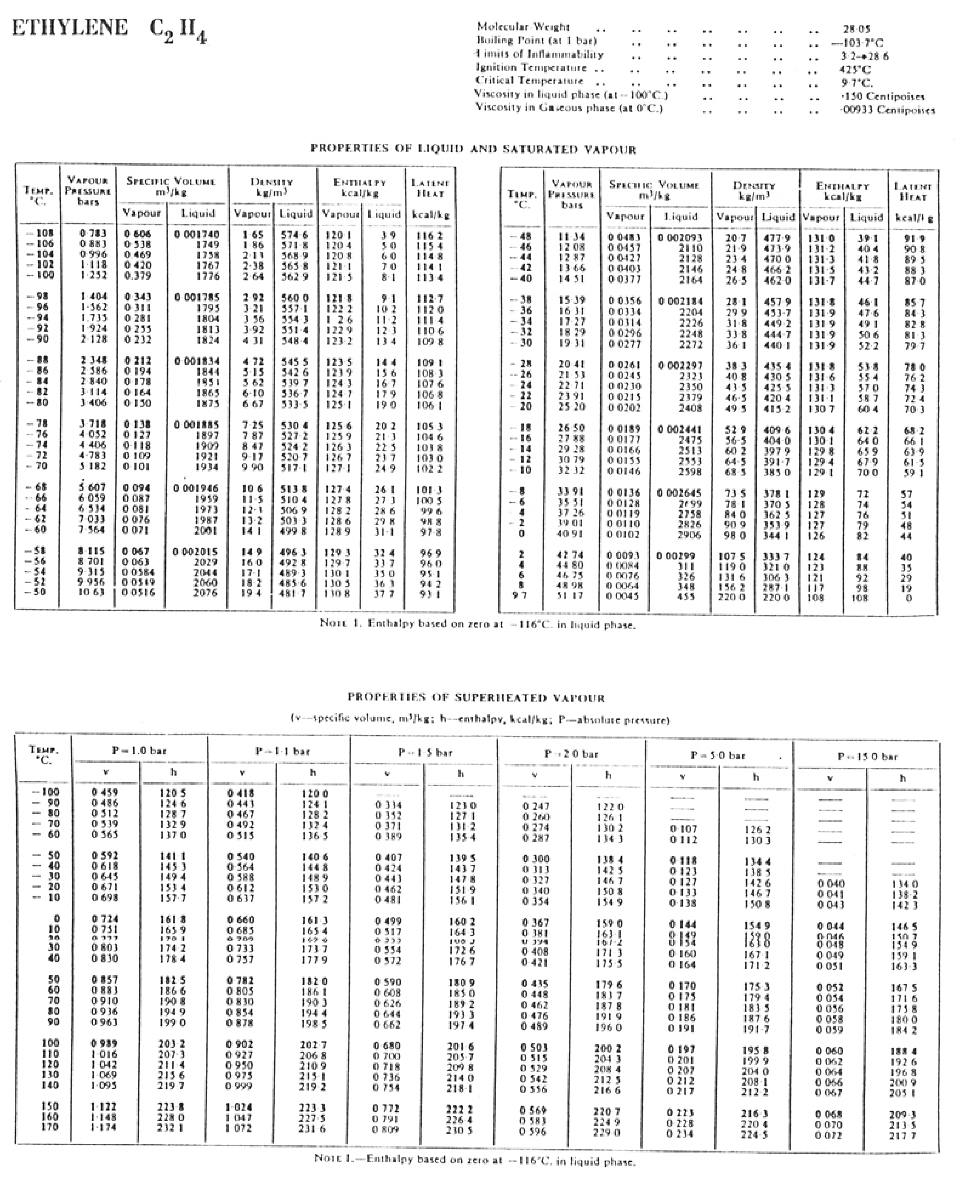 ETHYLENE C2 H4
Molecular Weight .. .. .. .. .. .. 28·05
Boiling Point (at 1 bar) .. .. .. .. .. —103·7°C
Limits of Inflammability .. .. .. .. .. 3·2→28·6
Ignition Temperature .. .. .. .. .. .. 425°C
Critical Temperature .. .. .. .. .. .. 9·7°C.
Viscosity in liquid phase (at –100°C.) .. .. .. .. ·150 Centipoises
Viscosity in Gaseous phase (at 0°C.) .. .. .. .. ·00933 Centipoises
PROPERTIES OF LIQUID AND SATURATED VAPOUR
TEMP. °C. VAPOUR PRESSURE bars SPECIFIC VOLUME m³/kg DENSITY kg/m³ ENTHALPY kcal/kg LATENT HEAT kcal/kg
Vapour Liquid Vapour Liquid Vapour Liquid
–108 0·783 0·606 0·001740 1·65 574·6 120·1 3·9 116·2
–106 0·883 0·538 1749 1·86 571·8 120·4 5·0 115·4
–104 0·996 0·469 1758 2·13 568·9 120·8 6·0 114·8
–102 1·118 0·420 1767 2·38 565·8 121·1 7·0 114·1
–100 1·252 0·379 1776 2·64 562·9 121·5 8·1 113·4
–98 1·404 0·343 0·001785 2·92 560·0 121·8 9·1 112·7
–96 1·562 0·311 1795 3·21 557·1 122·2 10·2 112·0
–94 1·735 0·281 1804 3·56 554·3 122·6 11·2 111·4
–92 1·924 0·255 1813 3·92 551·4 122·9 12·3 110·6
–90 2·128 0·232 1824 4·31 548·4 123·2 13·4 109·8
–88 2·348 0·212 0·001834 4·72 545·5 123·5 14·4 109·1
–86 2·586 0·194 1844 5·15 542·6 123·9 15·6 108·3
–84 2·840 0·178 1851 5·62 539·7 124·3 16·7 107·6
–82 3·114 0·164 1865 6·10 536·7 124·7 17·9 106·8
–80 3·406 0·150 1875 6·67 533·5 125·1 19·0 106·1
–78 3·718 0·138 0·001885 7·25 530·4 125·6 20·2 105·3
–76 4·052 0·127 1897 7·87 527·2 125·9 21·3 104·6
–74 4·406 0·118 1909 8·47 524·2 126·3 22·5 103·8
–72 4·783 0·109 1921 9·17 520·7 126·7 23·7 103·0
–70 5·182 0·101 1934 9·90 517·1 127·1 24·9 102·2
–68 5·607 0·094 0·001946 10·6 513·8 127·4 26·1 101·3
–66 6·059 0·087 1959 11·5 510·4 127·8 27·3 100·5
–64 6·534 0·081 1973 12·3 506·9 128·2 28·6 99·6
–62 7·033 0·076 1987 13·2 503·3 128·6 29·8 98·8
–60 7·564 0·071 2001 14·1 499·8 128·9 31·1 97·8
–58 8·115 0·067 0·002015 14·9 496·3 129·3 32·4 96·9
–56 8·701 0·063 2029 16·0 492·8 129·7 33·7 96·0
–54 9·315 0·0584 2044 17·1 489·3 130·1 35·0 95·1
–52 9·956 0·0549 2060 18·2 485·6 130·5 36·3 94·2
–50 10·63 0·0516 2076 19·4 481·7 130·8 37·7 93·1
TEMP. °C. VAPOUR PRESSURE bars SPECIFIC VOLUME m³/kg DENSITY kg/m³ ENTHALPY kcal/kg LATENT HEAT kcal/kg
Vapour Liquid Vapour Liquid Vapour Liquid
–48 11·34 0·0483 0·002093 20·7 477·9 131·0 39·1 91·9
–46 12·08 0·0457 2110 21·9 473·9 131·2 40·4 90·8
–44 12·87 0·0427 2128 23·4 470·0 131·3 41·8 89·5
–42 13·66 0·0403 2146 24·8 466·2 131·5 43·2 88·3
–40 14·51 0·0377 2164 26·5 462·0 131·7 44·7 87·0
–38 15·39 0·0356 0·002184 28·1 457·9 131·8 46·1 85·7
–36 16·31 0·0334 2204 29·9 453·7 131·9 47·6 84·3
–34 17·27 0·0314 2226 31·8 449·2 131·9 49·1 82·8
–32 18·29 0·0296 2248 33·8 444·7 131·9 50·6 81·3
–30 19·31 0·0277 2272 36·1 440·1 131·9 52·2 79·7
–28 20·41 0·0261 0·002297 38·3 435·4 131·8 53·8 78·0
–26 21·53 0·0245 2323 40·8 430·5 131·6 55·4 76·2
–24 22·71 0·0230 2350 43·5 425·5 131·3 57·0 74·3
–22 23·91 0·0215 2379 46·5 420·4 131·1 58·7 72·4
–20 25·20 0·0202 2408 49·5 415·2 130·7 60·4 70·3
–18 26·50 0·0189 0·002441 52·9 409·6 130·4 62·2 68·2
–16 27·88 0·0177 2475 56·5 404·0 130·1 64·0 66·1
–14 29·28 0·0166 2513 60·2 397·9 129·8 65·9 63·9
–12 30·79 0·0155 2553 64·5 391·7 129·4 67·9 61·5
–10 32·32 0·0146 2598 68·5 385·0 129·1 70·0 59·1
–8 33·91 0·0136 0·002645 73·5 378·1 129 72 57
–6 35·51 0·0128 2699 78·1 370·5 128 74 54
–4 37·26 0·0119 2758 84·0 362·5 127 76 51
–2 39·01 0·0110 2826 90·9 353·9 127 79 48
0 40·91 0·0102 2906 98·0 344·1 126 82 44
2 42·74 0·0093 0·00299 107·5 333·7 124 84 40
4 44·80 0·0084 311 119·0 321·0 123 88 35
6 46·75 0·0076 326 131·6 306·3 121 92 29
8 48·98 0·0064 348 156·2 287·1 117 98 19
9·7 51·17 0·0045 455 220·0 220·0 108 108 0
NOTE 1. Enthalpy based on zero at –116°C. in liquid phase.
PROPERTIES OF SUPERHEATED VAPOUR
(v—specific volume, m³/kg; h—enthalpy, kcal/kg; P—absolute pressure)
TEMP. °C. P=1.0 bar P=1·1 bar P=1·5 bar P=2·0 bar P=5·0 bar P=15·0 bar
v h v h v h v h v h v h
–100 0·459 120·5 0·418 120·0 — — — — — — — —
–90 0·486 124·6 0·443 124·1 0·334 123·0 0·247 122·0 — — — —
–80 0·512 128·7 0·467 128·2 0·352 127·1 0·260 126·1 — — — —
–70 0·539 132·9 0·492 132·4 0·371 131·2 0·274 130·2 0·107 126·2 — —
–60 0·565 137·0 0·515 136·5 0·389 135·4 0·287 134·3 0·112 130·3 — —
–50 0·592 141·1 0·540 140·6 0·407 139·5 0·300 138·4 0·118 134·4 — —
–40 0·618 145·3 0·564 144·8 0·424 143·7 0·313 142·5 0·123 138·5 — —
–30 0·645 149·4 0·588 148·9 0·443 147·8 0·327 146·7 0·127 142·6 0·040 134·0
–20 0·671 153·4 0·612 153·0 0·462 151·9 0·340 150·8 0·133 146·7 0·041 138·2
–10 0·698 157·7 0·637 157·2 0·481 156·1 0·354 154·9 0·138 150·8 0·043 142·3
0 0·724 161·8 0·660 161·3 0·499 160·2 0·367 159·0 0·144 154·9 0·044 146·5
10 0·751 165·9 0·685 165·4 0·517 164·3 0·381 163·1 0·149 159·0 0·046 150·7
0·394 167·2 0·154 163·0 0·048 154·9
30 0·803 174·2 0·733 173·7 0·554 172·6 0·408 171·3 0·160 167·1 0·049 159·1
40 0·830 178·4 0·757 177·9 0·572 176·7 0·421 175·5 0·164 171·2 0·051 163·3
50 0·857 182·5 0·782 182·0 0·590 180·9 0·435 179·6 0·170 175·3 0·052 167·5
60 0·883 186·6 0·805 186·1 0·608 185·0 0·448 183·7 0·175 179·4 0·054 171·6
70 0·910 190·8 0·830 190·3 0·626 189·2 0·462 187·8 0·181 183·5 0·056 175·8
80 0·936 194·9 0·854 194·4 0·644 193·3 0·476 191·9 0·186 187·6 0·058 180·0
90 0·963 199·0 0·878 198·5 0·662 197·4 0·489 196·0 0·191 191·7 0·059 184·2
100 0·989 203·2 0·902 202·7 0·680 201·6 0·503 200·2 0·197 195·8 0·060 188·4
110 1·016 207·3 0·927 206·8 0·700 205·7 0·515 204·3 0·201 199·9 0·062 192·6
120 1·042 211·4 0·950 210·9 0·718 209·8 0·529 208·4 0·207 204·0 0·064 196·8
130 1·069 215·6 0·975 215·1 0·736 214·0 0·542 212·5 0·212 208·1 0·066 200·9
140 1·095 219·7 0·999 219·2 0·754 218·1 0·556 216·6 0·217 212·2 0·067 205·1
150 1·122 223·8 1·024 223·3 0·772 222·2 0·569 220·7 0·223 216·3 0·068 209·3
160 1·148 228·0 1·047 227·5 0·791 226·4 0·583 224·9 0·228 220·4 0·070 213·5
170 1·174 232·1 1·072 231·6 0·809 230·5 0·596 229·0 0·234 224·5 0·072 217·7
NOTE 1.—Enthalpy based on zero at –116°C. in liquid phase.